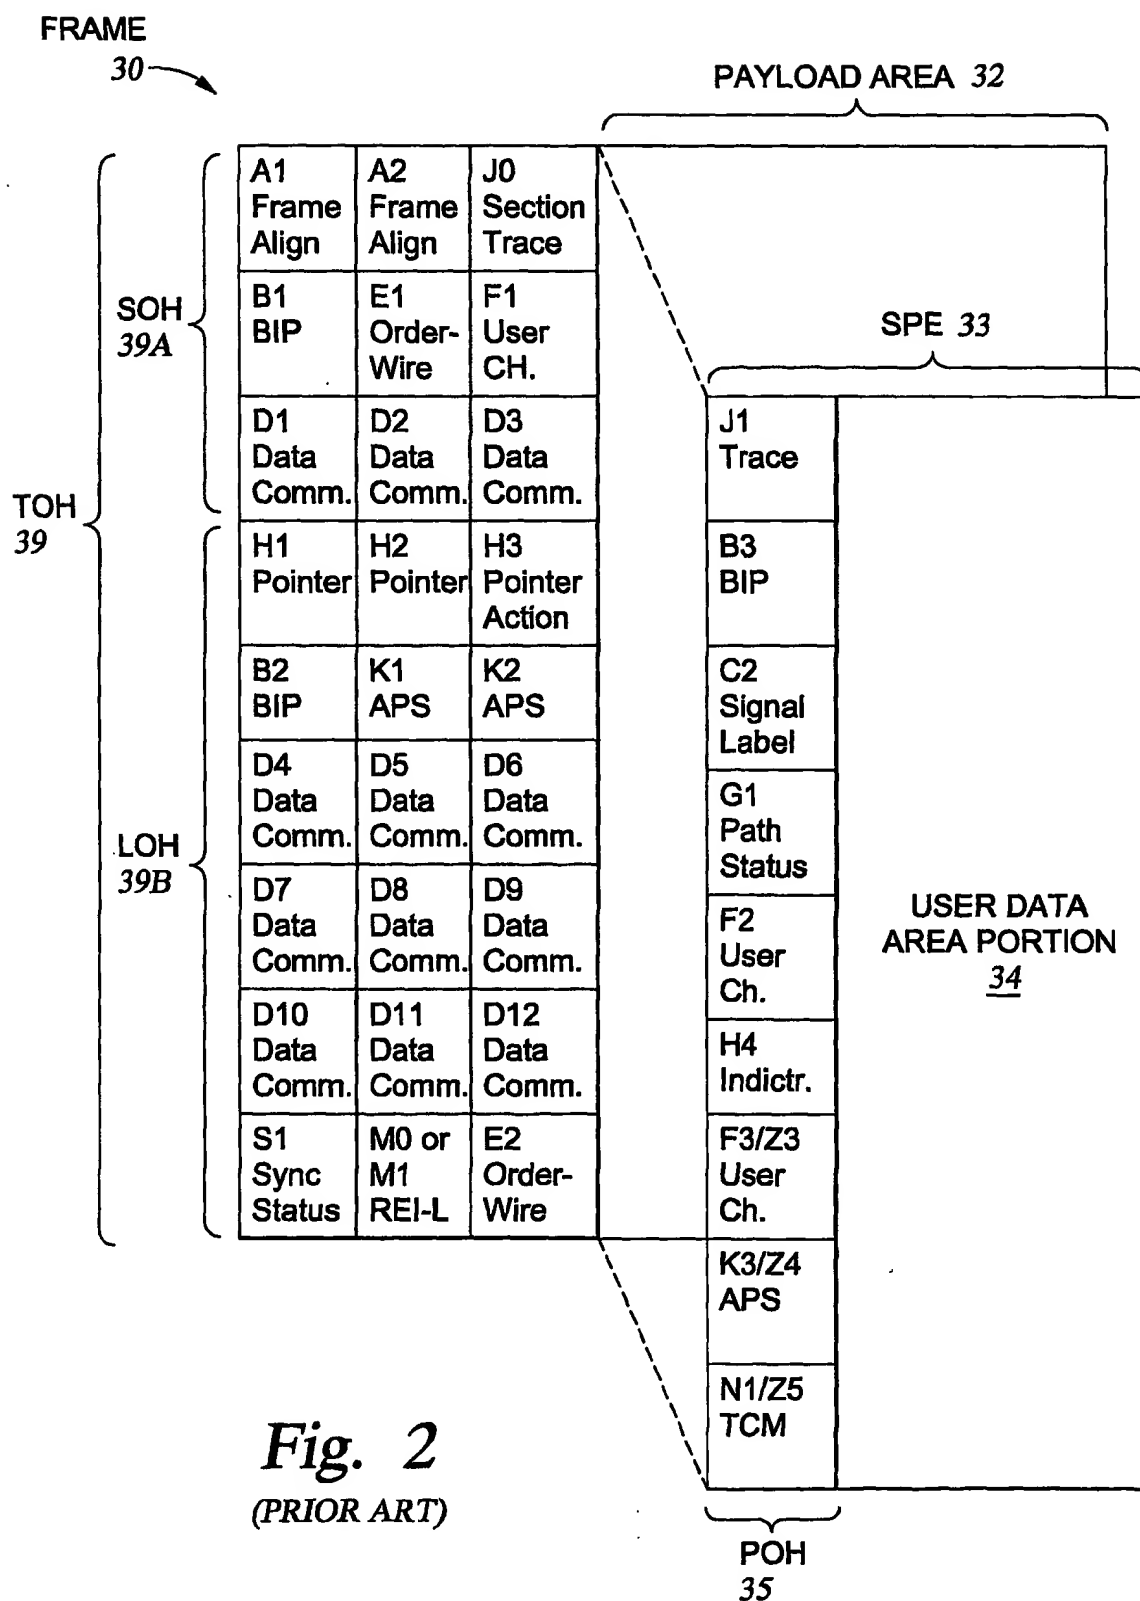 FRAME
30
PAYLOAD AREA 32
A1
Frame
Align
A2
Frame
Align
J0
Section
Trace
SOH
39A
B1
BIP
E1
Order-
Wire
F1
User
CH.
SPE 33
D1
Data
Comm.
D2
Data
Comm.
D3
Data
Comm.
J1
Trace
TOH
39
H1
Pointer
H2
Pointer
H3
Pointer
Action
B3
BIP
B2
BIP
K1
APS
K2
APS
C2
Signal
Label
D4
Data
Comm.
D5
Data
Comm.
D6
Data
Comm.
G1
Path
Status
LOH
39B
D7
Data
Comm.
D8
Data
Comm.
D9
Data
Comm.
F2
User
Ch.
USER DATA
AREA PORTION
34
D10
Data
Comm.
D11
Data
Comm.
D12
Data
Comm.
H4
Indictr.
S1
Sync
Status
M0 or
M1
REI-L
E2
Order-
Wire
F3/Z3
User
Ch.
K3/Z4
APS
N1/Z5
TCM
Fig. 2
(PRIOR ART)
POH
35